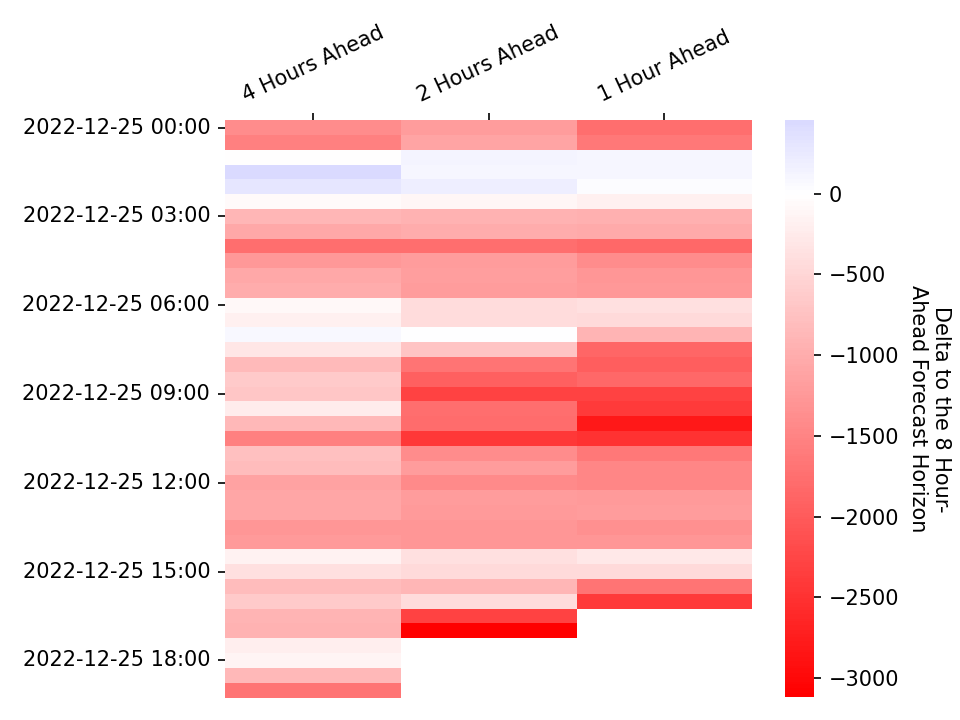 4 Hours Ahead
2 Hours Ahead
1 Hour Ahead
2022-12-25 00:00
2022-12-25 03:00
2022-12-25 06:00
2022-12-25 09:00
2022-12-25 12:00
2022-12-25 15:00
2022-12-25 18:00
0
−500
−1000
−1500
−2000
−2500
−3000
Delta to the 8 Hour-
Ahead Forecast Horizon